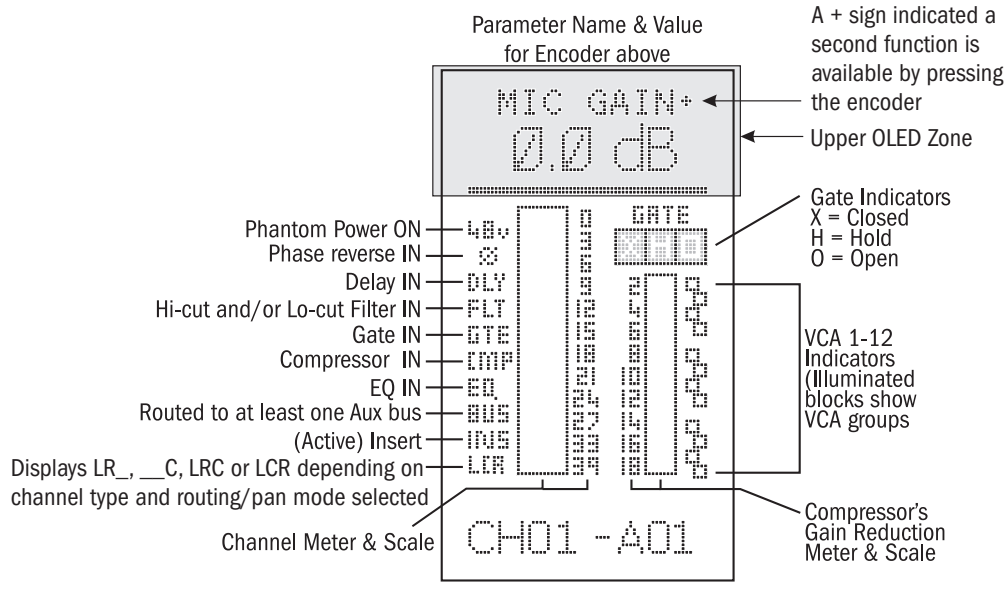 Parameter Name & Value
for Encoder above
A + sign indicated a
second function is
available by pressing
the encoder
MIC GAIN+
0.0 dB
Upper OLED Zone
Gate Indicators
X = Closed
H = Hold
O = Open
GATE
X H O
Phantom Power ON
48v
Phase reverse IN
Ø
Delay IN
DLY
Hi-cut and/or Lo-cut Filter IN
FLT
Gate IN
GTE
Compressor IN
CMP
EQ IN
EQ
Routed to at least one Aux bus
BUS
(Active) Insert
INS
Displays LR_, __C, LRC or LCR depending on
channel type and routing/pan mode selected
LCR
0
3
6
9
12
15
18
21
24
27
33
39
2
4
6
8
10
12
14
16
18
VCA 1-12
Indicators
(Illuminated
blocks show
VCA groups
Channel Meter & Scale
Compressor's
Gain Reduction
Meter & Scale
CH01 -A01